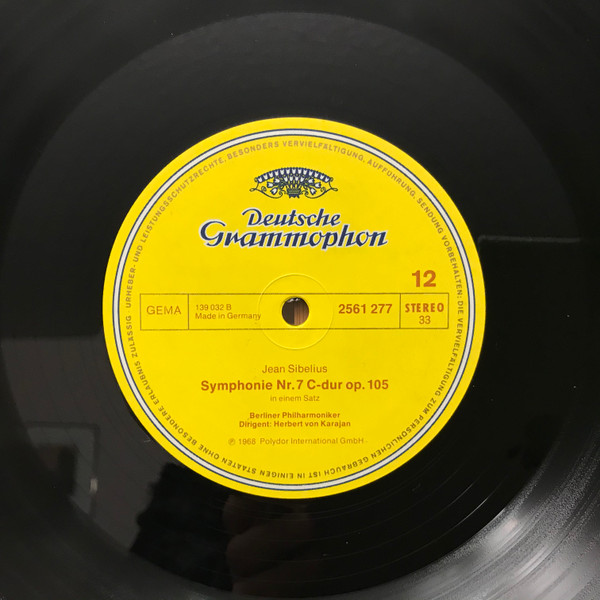 Deutsche
Grammophon
12
GEMA
139 032 B
Made in Germany
2561 277
STEREO
33
Jean Sibelius
Symphonie Nr. 7 C-dur op. 105
in einem Satz
Berliner Philharmoniker
Dirigent: Herbert von Karajan
℗ 1968 Polydor International GmbH.
URHEBER- UND LEISTUNGSSCHUTZRECHTE, BESONDERS VERVIELFÄLTIGUNG, AUFFÜHRUNG, SENDUNG VORBEHALTEN: DIE VERVIELFÄLTIGUNG ZUM PERSÖNLICHEN GEBRAUCH IST IN EINIGEN STAATEN OHNE BESONDERE ERLAUBNIS ZULÄSSIG